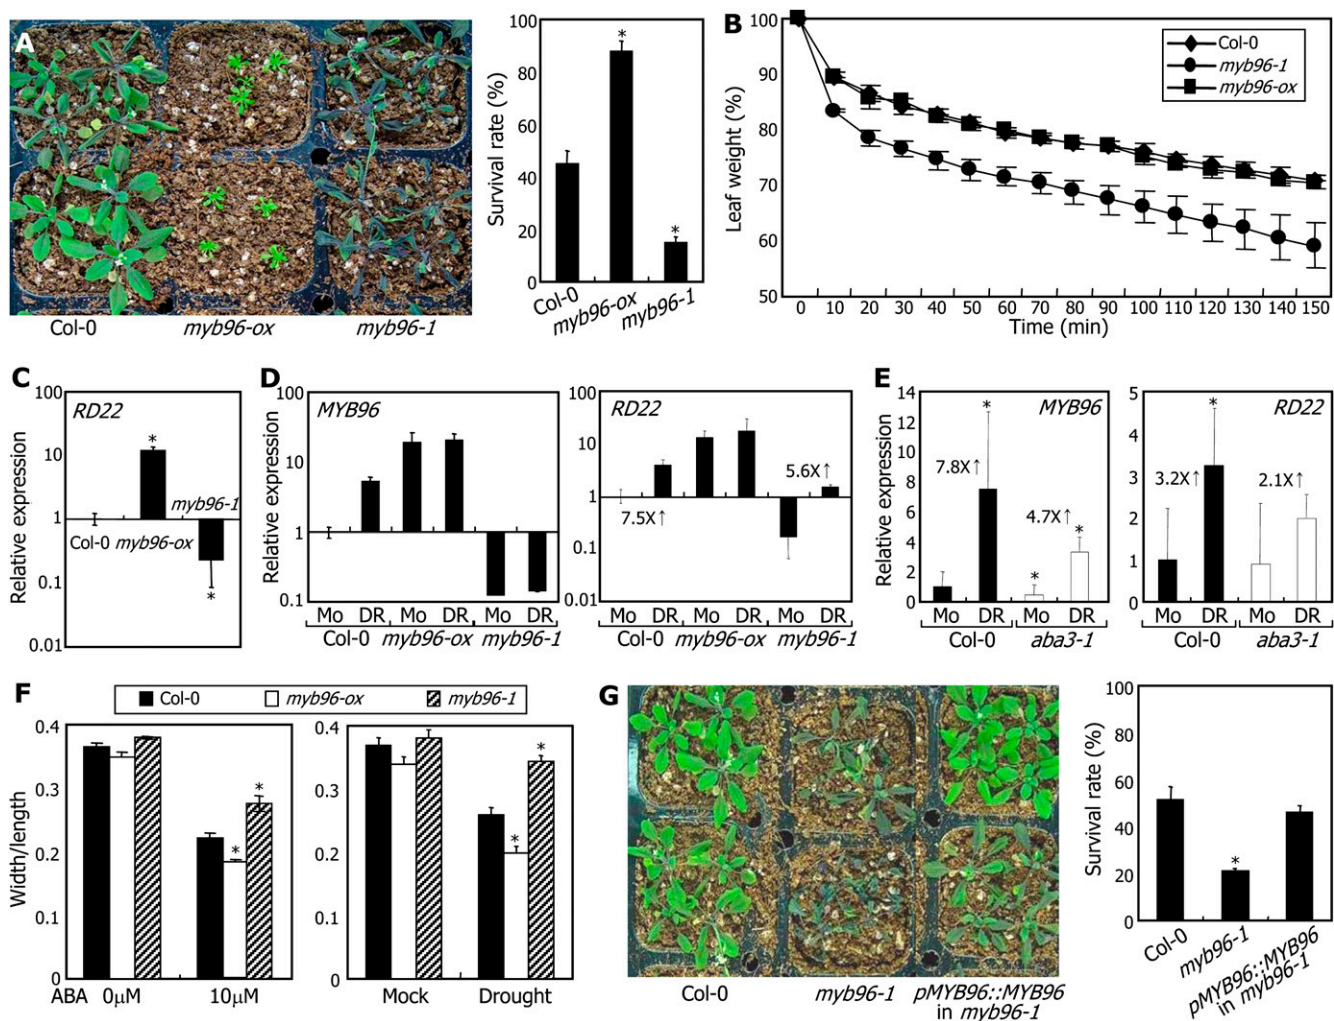 A
Survival rate (%)
100
80
60
40
20
0
*
*
Col-0
myb96-ox
myb96-1
Col-0 myb96-ox myb96-1
B
Leaf weight (%)
100
90
80
70
60
50
Col-0
myb96-1
myb96-ox
0 10 20 30 40 50 60 70 80 90 100 110 120 130 140 150
Time (min)
C
Relative expression
100
10
1
0.1
0.01
RD22
*
myb96-1
Col-0 myb96-ox
*
D
Relative expression
100
10
1
0.1
MYB96
Mo DR Mo DR Mo DR
Col-0 myb96-ox myb96-1
100
10
1
0.1
0.01
RD22
7.5X↑
5.6X↑
Mo DR Mo DR Mo DR
Col-0 myb96-ox myb96-1
E
Relative expression
14
12
10
8
6
4
2
0
MYB96
*
7.8X↑
4.7X↑
*
*
Mo DR Mo DR
Col-0 aba3-1
5
4
3
2
1
0
RD22
*
3.2X↑
2.1X↑
Mo DR Mo DR
Col-0 aba3-1
F
Col-0 myb96-ox myb96-1
Width/length
0.4
0.3
0.2
0.1
0
*
*
ABA 0μM 10μM
0.4
0.3
0.2
0.1
0
*
*
Mock Drought
G
Col-0 myb96-1 pMYB96::MYB96
in myb96-1
Survival rate (%)
100
80
60
40
20
0
*
Col-0
myb96-1
pMYB96::MYB96
in myb96-1